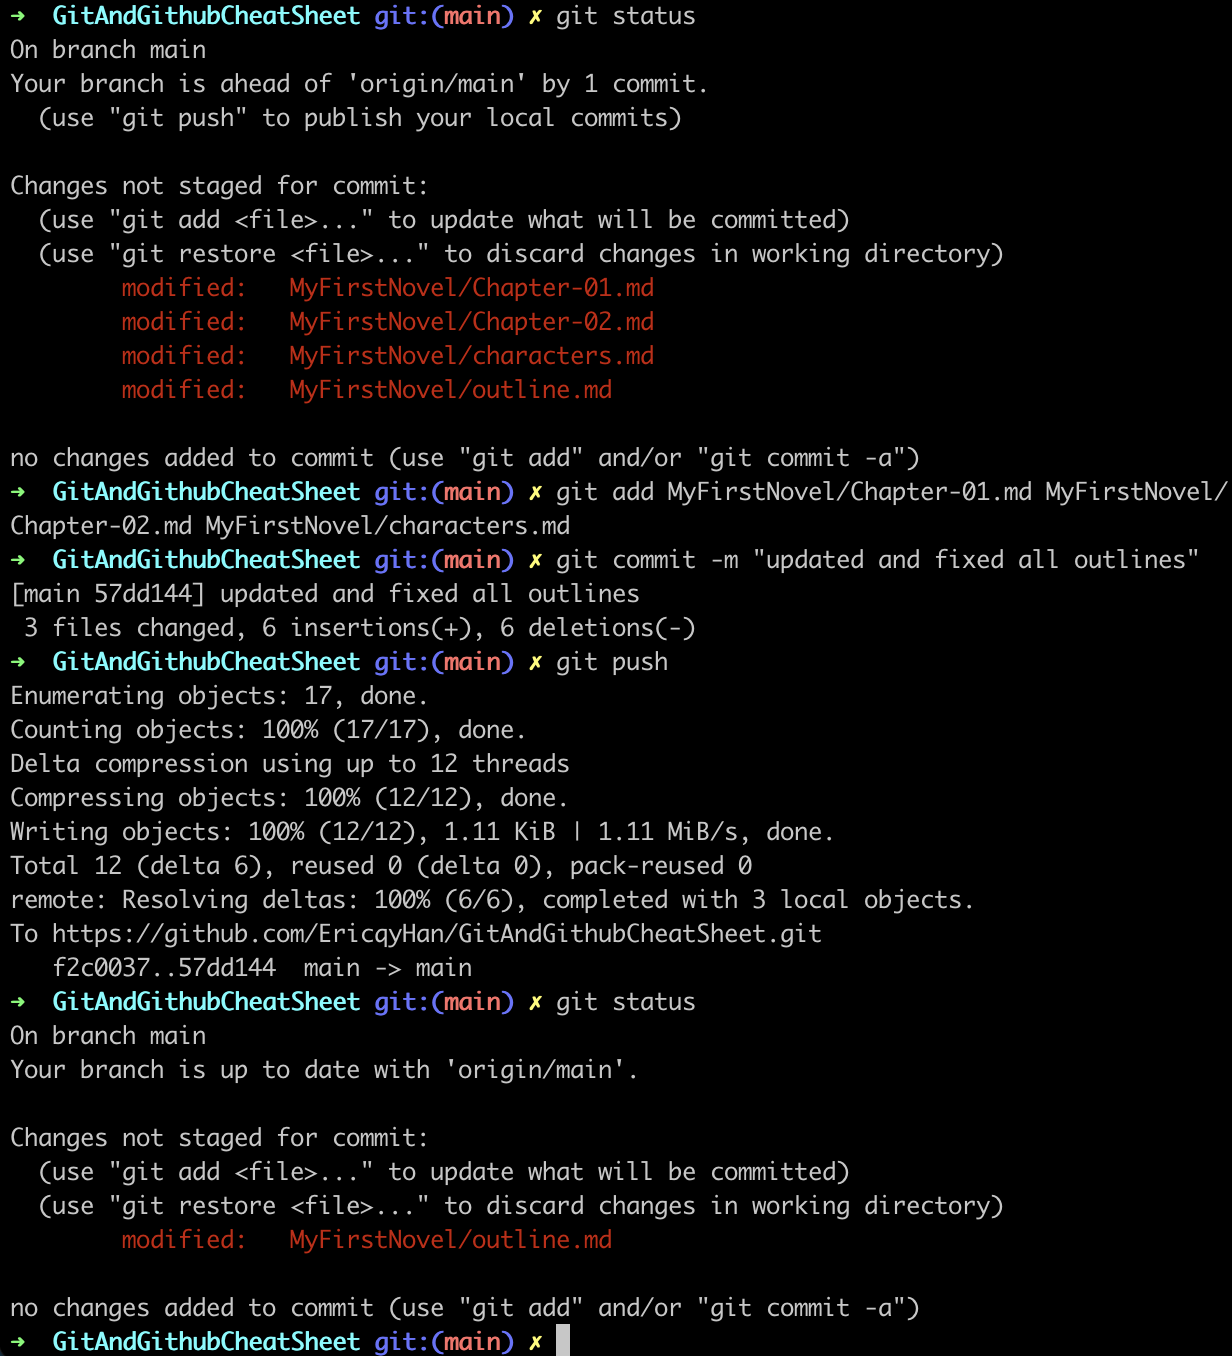 ➜  GitAndGithubCheatSheet git:(main) ✗ git status
On branch main
Your branch is ahead of 'origin/main' by 1 commit.
  (use "git push" to publish your local commits)

Changes not staged for commit:
  (use "git add <file>..." to update what will be committed)
  (use "git restore <file>..." to discard changes in working directory)
        modified:   MyFirstNovel/Chapter-01.md
        modified:   MyFirstNovel/Chapter-02.md
        modified:   MyFirstNovel/characters.md
        modified:   MyFirstNovel/outline.md

no changes added to commit (use "git add" and/or "git commit -a")
➜  GitAndGithubCheatSheet git:(main) ✗ git add MyFirstNovel/Chapter-01.md MyFirstNovel/
Chapter-02.md MyFirstNovel/characters.md
➜  GitAndGithubCheatSheet git:(main) ✗ git commit -m "updated and fixed all outlines"
[main 57dd144] updated and fixed all outlines
 3 files changed, 6 insertions(+), 6 deletions(-)
➜  GitAndGithubCheatSheet git:(main) ✗ git push
Enumerating objects: 17, done.
Counting objects: 100% (17/17), done.
Delta compression using up to 12 threads
Compressing objects: 100% (12/12), done.
Writing objects: 100% (12/12), 1.11 KiB | 1.11 MiB/s, done.
Total 12 (delta 6), reused 0 (delta 0), pack-reused 0
remote: Resolving deltas: 100% (6/6), completed with 3 local objects.
To https://github.com/EricqyHan/GitAndGithubCheatSheet.git
   f2c0037..57dd144  main -> main
➜  GitAndGithubCheatSheet git:(main) ✗ git status
On branch main
Your branch is up to date with 'origin/main'.

Changes not staged for commit:
  (use "git add <file>..." to update what will be committed)
  (use "git restore <file>..." to discard changes in working directory)
        modified:   MyFirstNovel/outline.md

no changes added to commit (use "git add" and/or "git commit -a")
➜  GitAndGithubCheatSheet git:(main) ✗